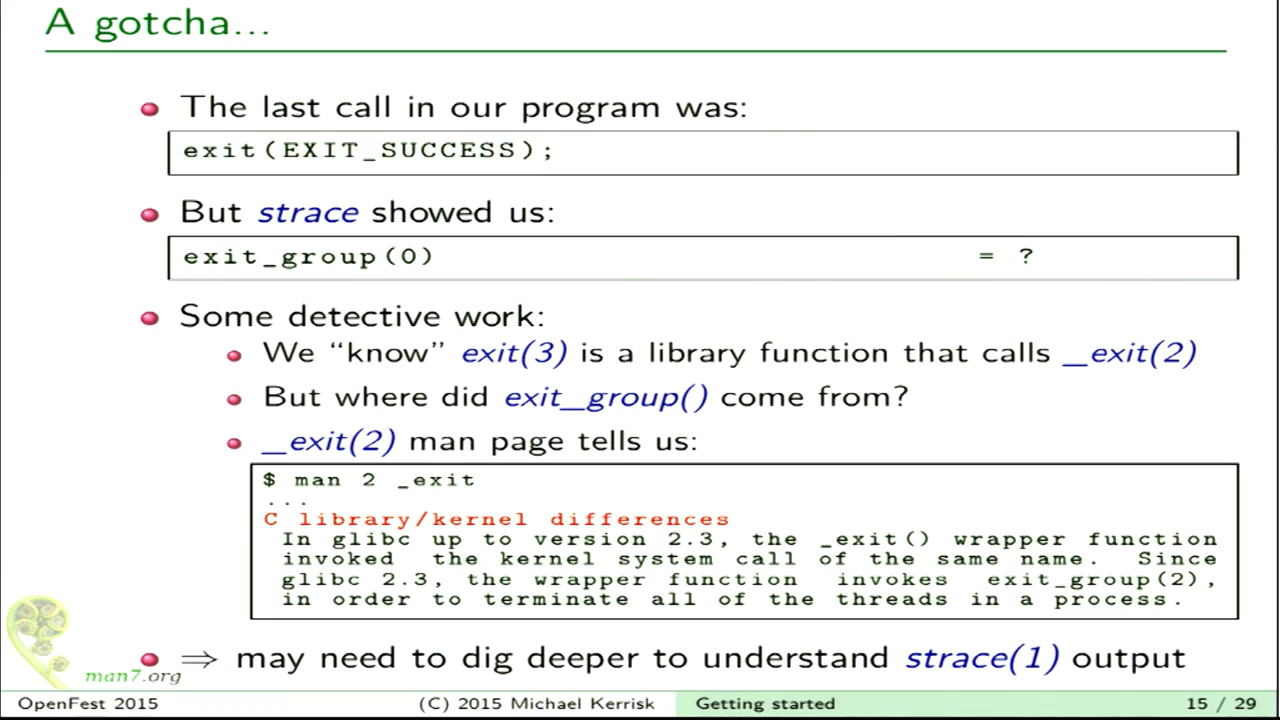 A gotcha...
The last call in our program was:
exit(EXIT_SUCCESS);
But strace showed us:
exit_group(0) = ?
Some detective work:
We “know” exit(3) is a library function that calls _exit(2)
But where did exit_group() come from?
_exit(2) man page tells us:
$ man 2 _exit
...
C library/kernel differences
In glibc up to version 2.3, the _exit() wrapper function
invoked the kernel system call of the same name. Since
glibc 2.3, the wrapper function invokes exit_group(2),
in order to terminate all of the threads in a process.
⇒ may need to dig deeper to understand strace(1) output
man7.org
OpenFest 2015 (C) 2015 Michael Kerrisk Getting started 15 / 29